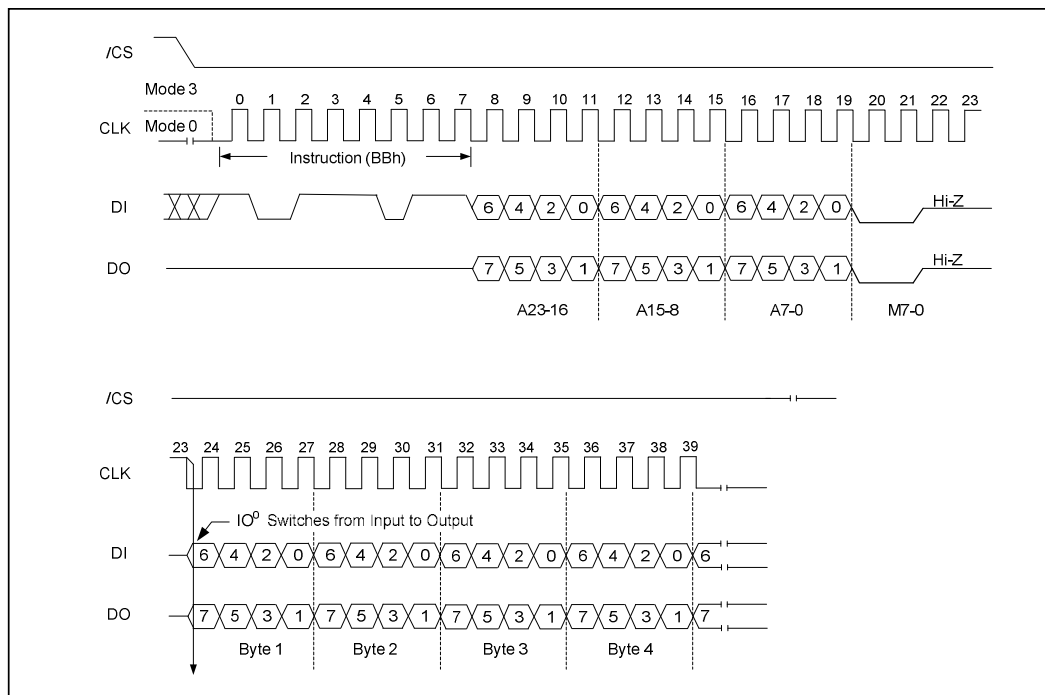 /CS
Mode 3
0 1 2 3 4 5 6 7 8 9 10 11 12 13 14 15 16 17 18 19 20 21 22 23
CLK Mode 0
Instruction (BBh)
DI 6 4 2 0 6 4 2 0 6 4 2 0 Hi-Z
DO 7 5 3 1 7 5 3 1 7 5 3 1 Hi-Z
A23-16 A15-8 A7-0 M7-0
/CS
23 24 25 26 27 28 29 30 31 32 33 34 35 36 37 38 39
CLK
IO0 Switches from Input to Output
DI 6 4 2 0 6 4 2 0 6 4 2 0 6 4 2 0 6
DO 7 5 3 1 7 5 3 1 7 5 3 1 7 5 3 1 7
Byte 1 Byte 2 Byte 3 Byte 4